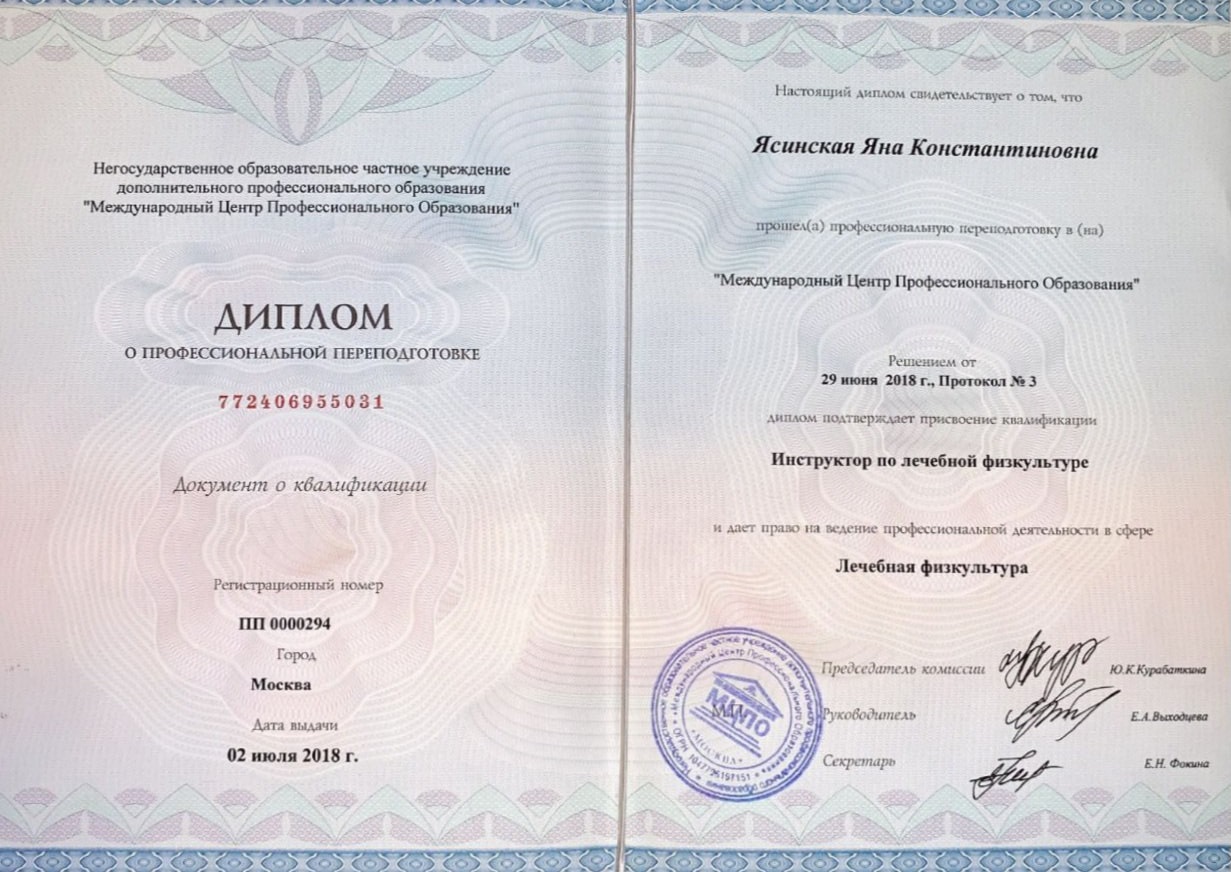 Негосударственное образовательное частное учреждение
дополнительного профессионального образования
"Международный Центр Профессионального Образования"
ДИПЛОМ
О ПРОФЕССИОНАЛЬНОЙ ПЕРЕПОДГОТОВКЕ
772406955031
Документ о квалификации
Регистрационный номер
ПП 0000294
Город
Москва
Дата выдачи
02 июля 2018 г.
Настоящий диплом свидетельствует о том, что
Ясинская Яна Константиновна
прошел(а) профессиональную переподготовку в (на)
"Международный Центр Профессионального Образования"
Решением от
29 июня 2018 г., Протокол № 3
диплом подтверждает присвоение квалификации
Инструктор по лечебной физкультуре
и дает право на ведение профессиональной деятельности в сфере
Лечебная физкультура
Председатель комиссии Ю.К.Курабаткина
Руководитель Е.А.Выходцева
Секретарь Е.Н. Фокина
М.П.
МЦПО
МОСКВА